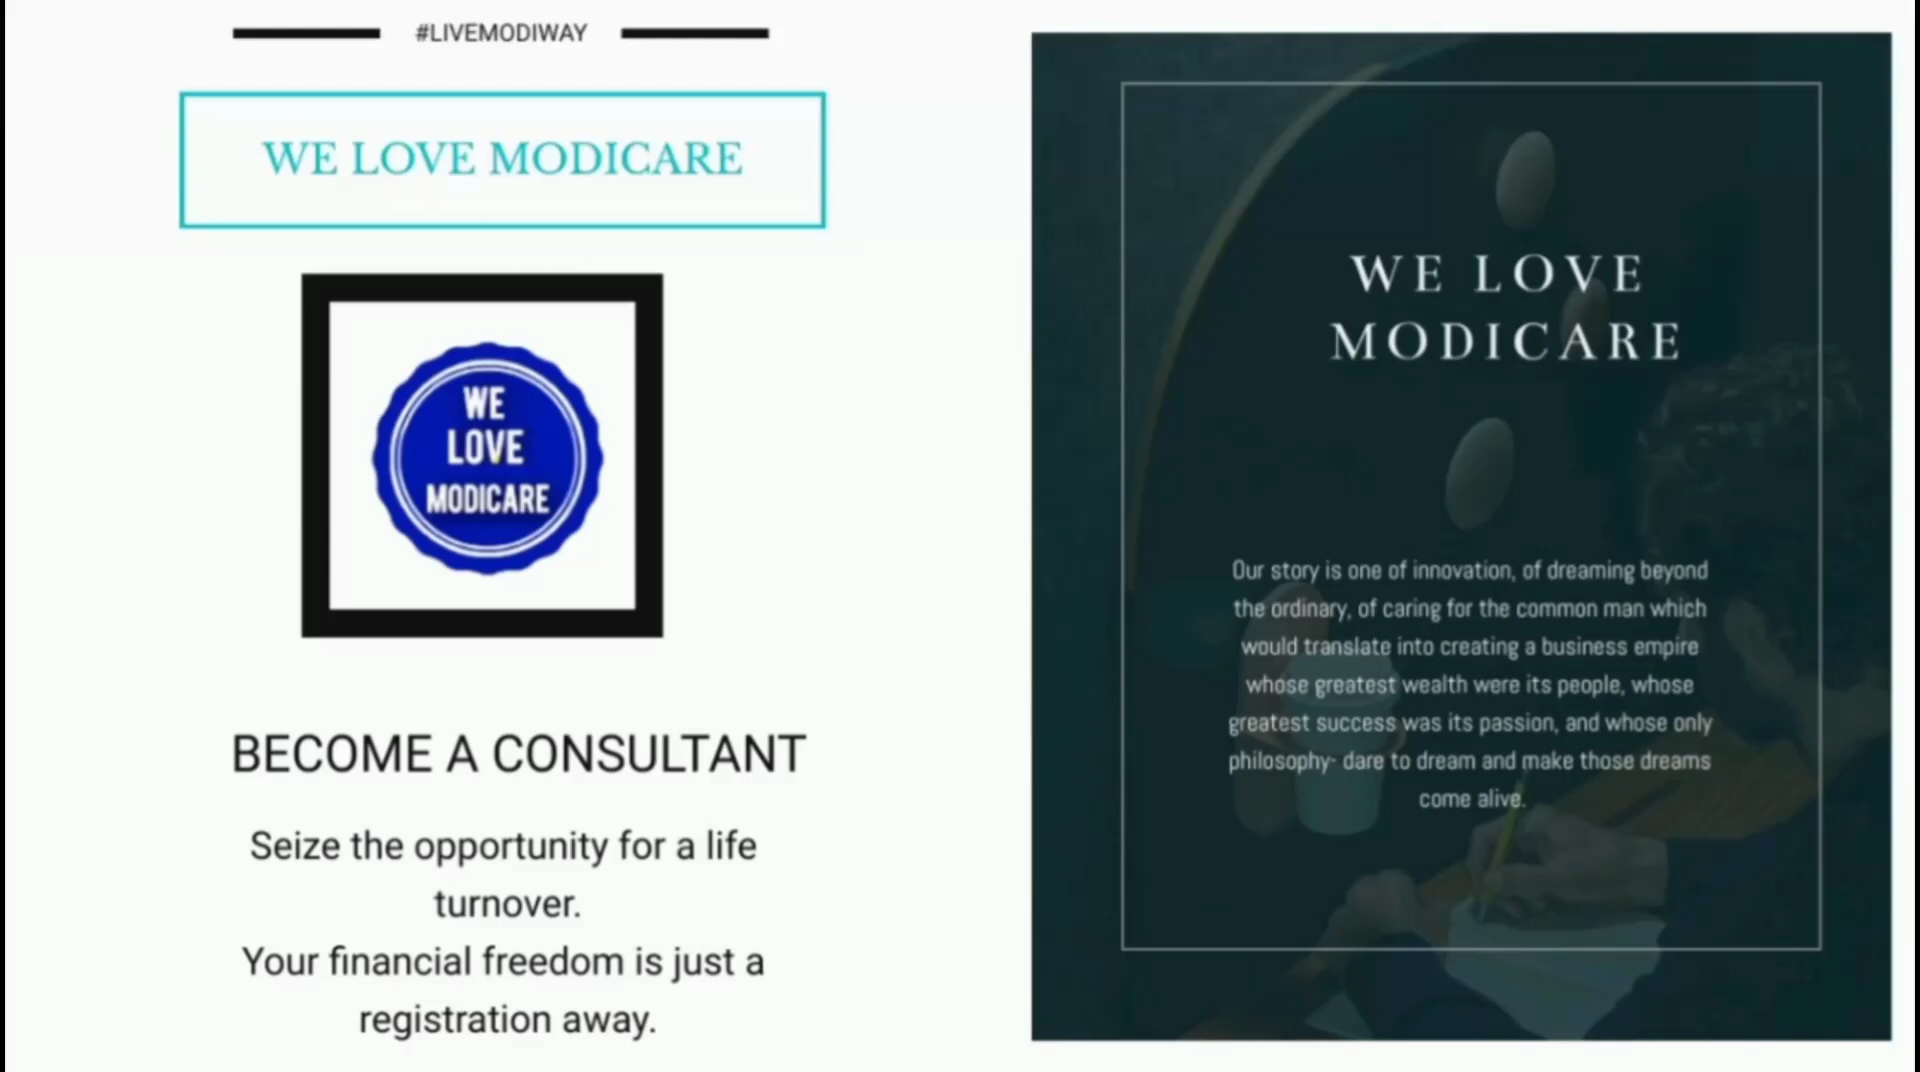 #LIVEMODIWAY
WE LOVE MODICARE
WE
LOVE
MODICARE
BECOME A CONSULTANT
Seize the opportunity for a life
turnover.
Your financial freedom is just a
registration away.
WE LOVE
MODICARE
Our story is one of innovation, of dreaming beyond
the ordinary, of caring for the common man which
would translate into creating a business empire
whose greatest wealth were its people, whose
greatest success was its passion, and whose only
philosophy- dare to dream and make those dreams
come alive.